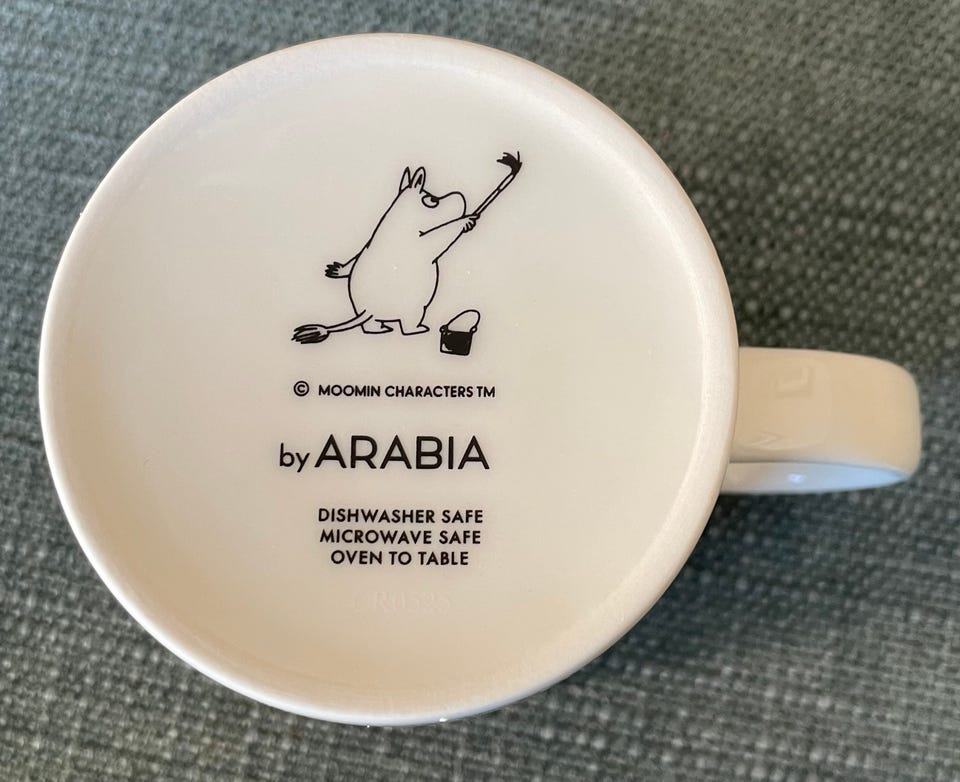 © MOOMIN CHARACTERS TM
by ARABIA
DISHWASHER SAFE
MICROWAVE SAFE
OVEN TO TABLE